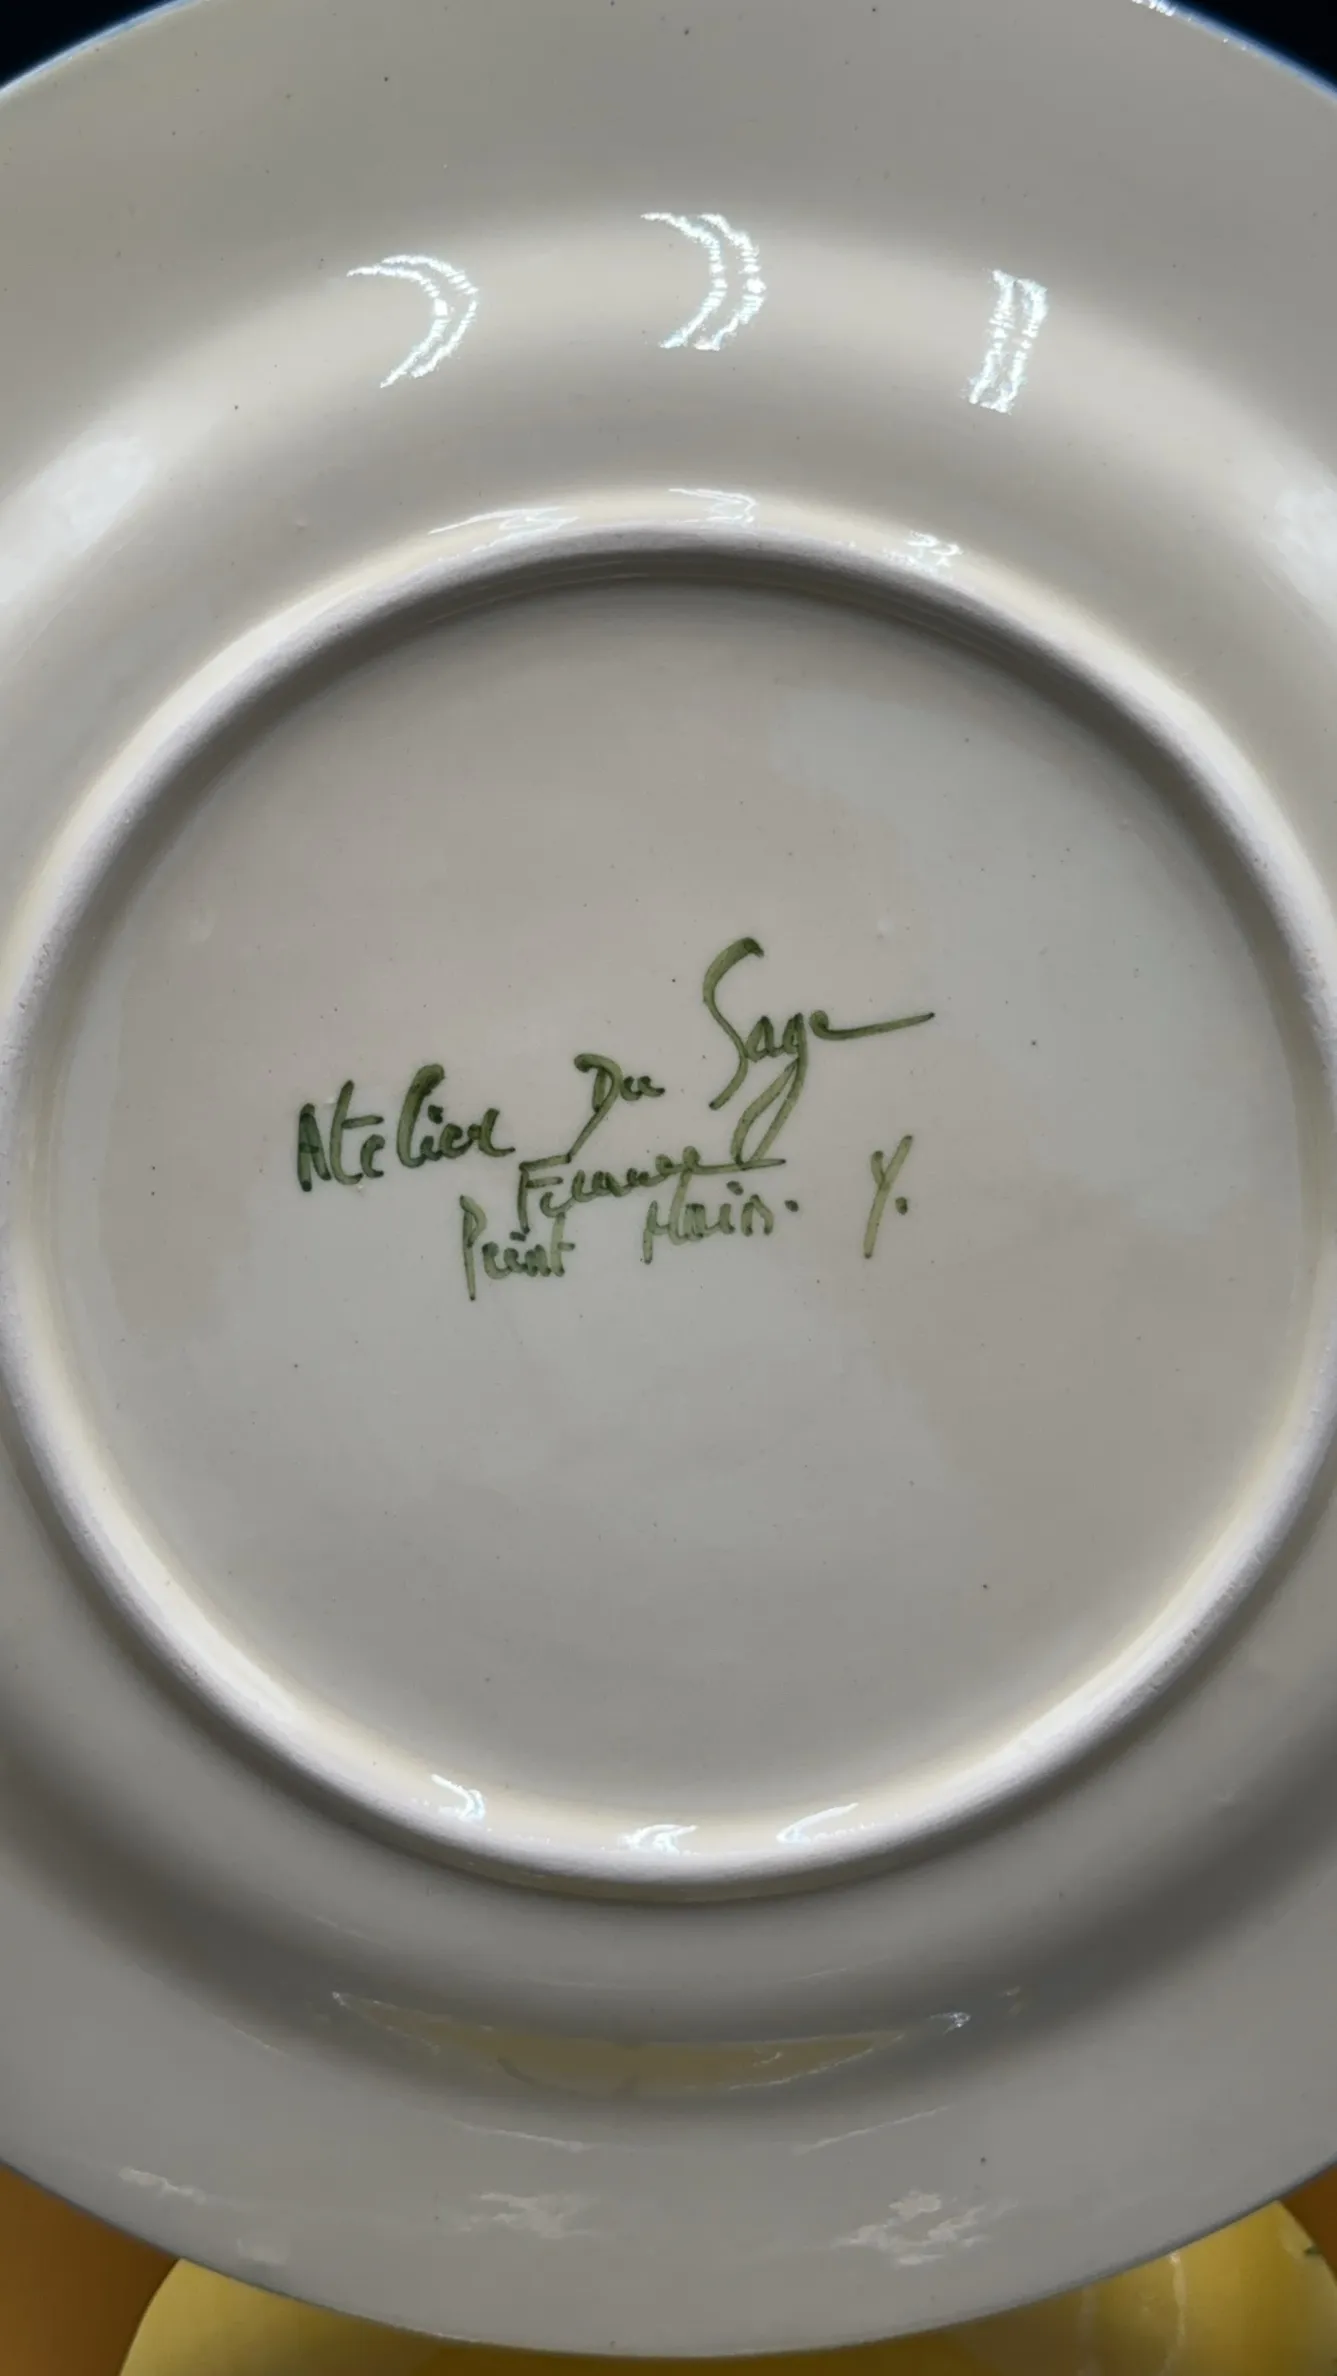 Atelier Du Sage
France
Peint Main. Y.